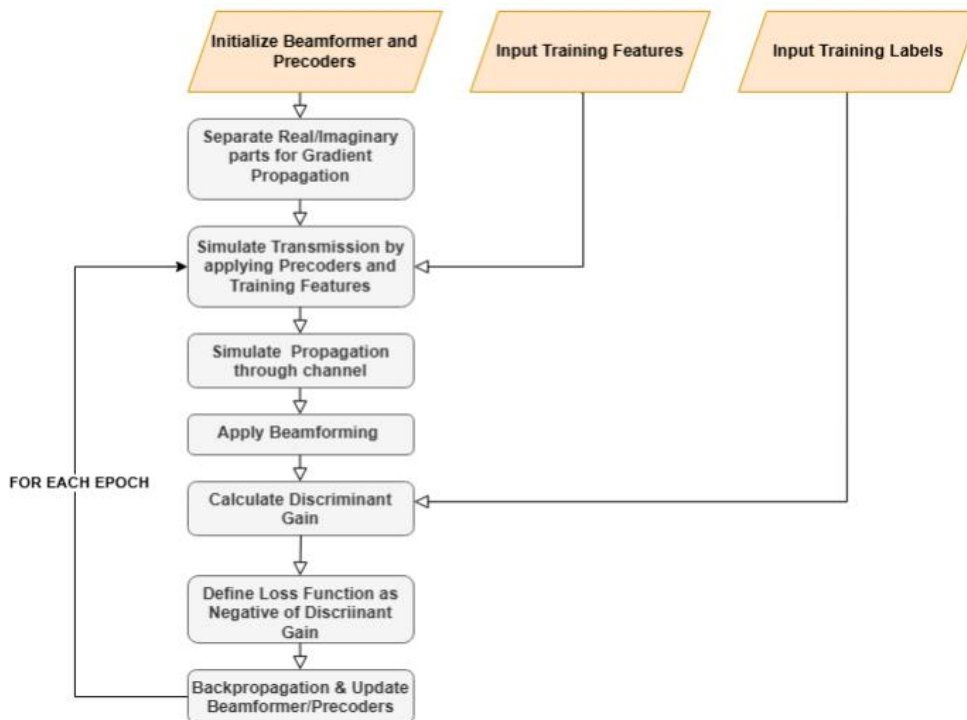 Initialize Beamformer and
Precoders
Input Training Features
Input Training Labels
Separate Real/Imaginary
parts for Gradient
Propagation
Simulate Transmission by
applying Precoders and
Training Features
Simulate Propagation
through channel
Apply Beamforming
FOR EACH EPOCH
Calculate Discriminant
Gain
Define Loss Function as
Negative of Discriinant
Gain
Backpropagation & Update
Beamformer/Precoders